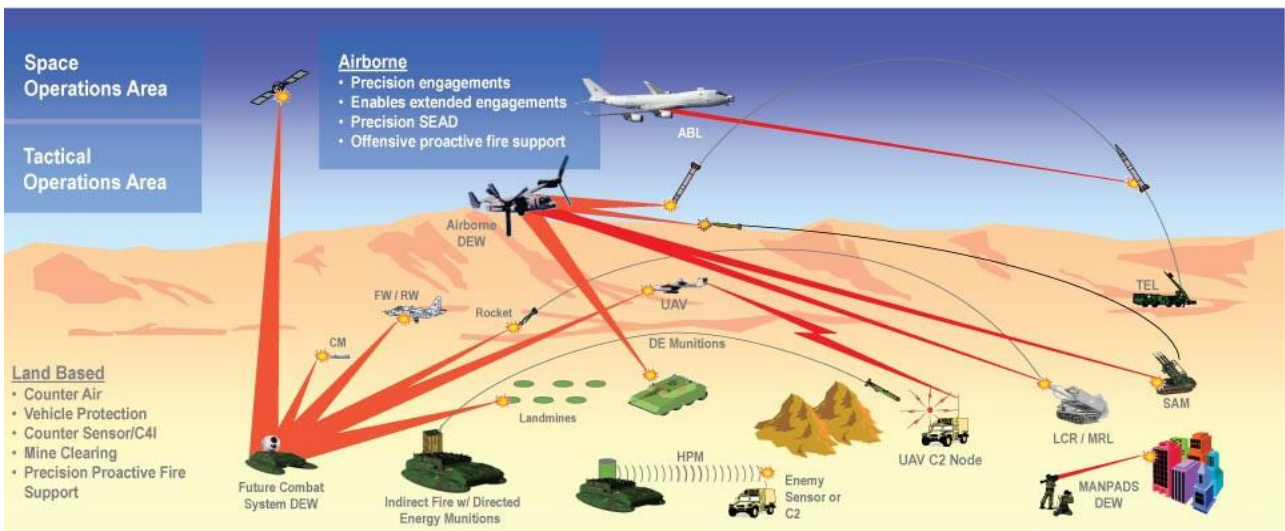 Space
Operations Area
Tactical
Operations Area
Airborne
• Precision engagements
• Enables extended engagements
• Precision SEAD
• Offensive proactive fire support
ABL
Airborne
DEW
TEL
FW / RW
Rocket
UAV
CM
DE Munitions
Land Based
• Counter Air
• Vehicle Protection
• Counter Sensor/C4I
• Mine Clearing
• Precision Proactive Fire
Support
Landmines
SAM
LCR / MRL
UAV C2 Node
HPM
Future Combat
System DEW
Indirect Fire w/ Directed
Energy Munitions
Enemy
Sensor or
C2
MANPADS
DEW